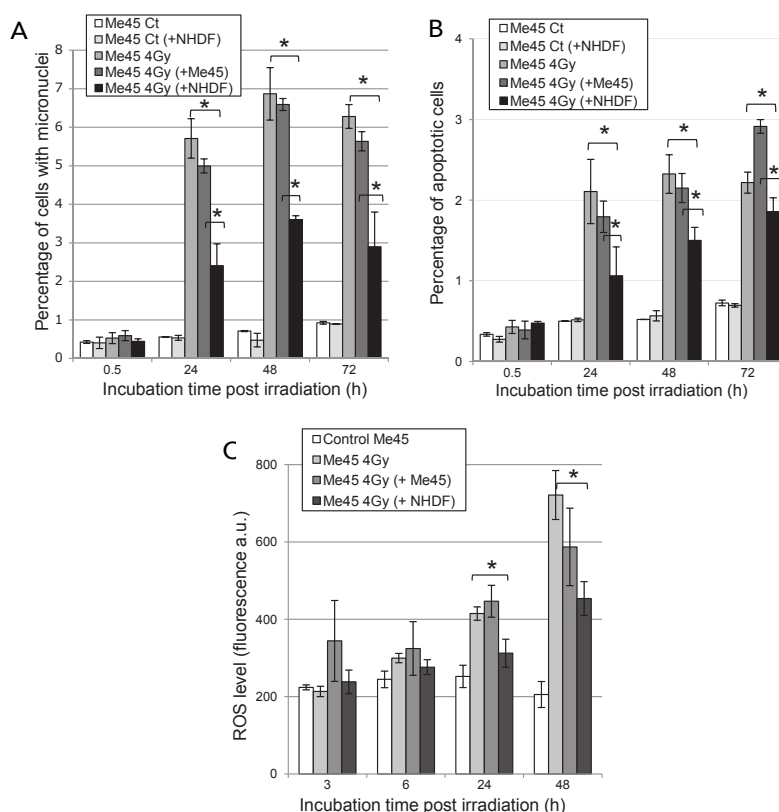 A
Me45 Ct
Me45 Ct (+NHDF)
Me45 4Gy
Me45 4Gy (+Me45)
Me45 4Gy (+NHDF)
Percentage of cells with micronuclei
8
7
6
5
4
3
2
1
0
* * *
* * *
0.5 24 48 72
Incubation time post irradiation (h)
B
Me45 Ct
Me45 Ct (+NHDF)
Me45 4Gy
Me45 4Gy (+Me45)
Me45 4Gy (+NHDF)
Percentage of apoptotic cells
4
3
2
1
0
* * *
* * *
0.5 24 48 72
Incubation time post irradiation (h)
C
Control Me45
Me45 4Gy
Me45 4Gy (+ Me45)
Me45 4Gy (+ NHDF)
ROS level (fluorescence a.u.)
800
600
400
200
0
* *
3 6 24 48
Incubation time post irradiation (h)